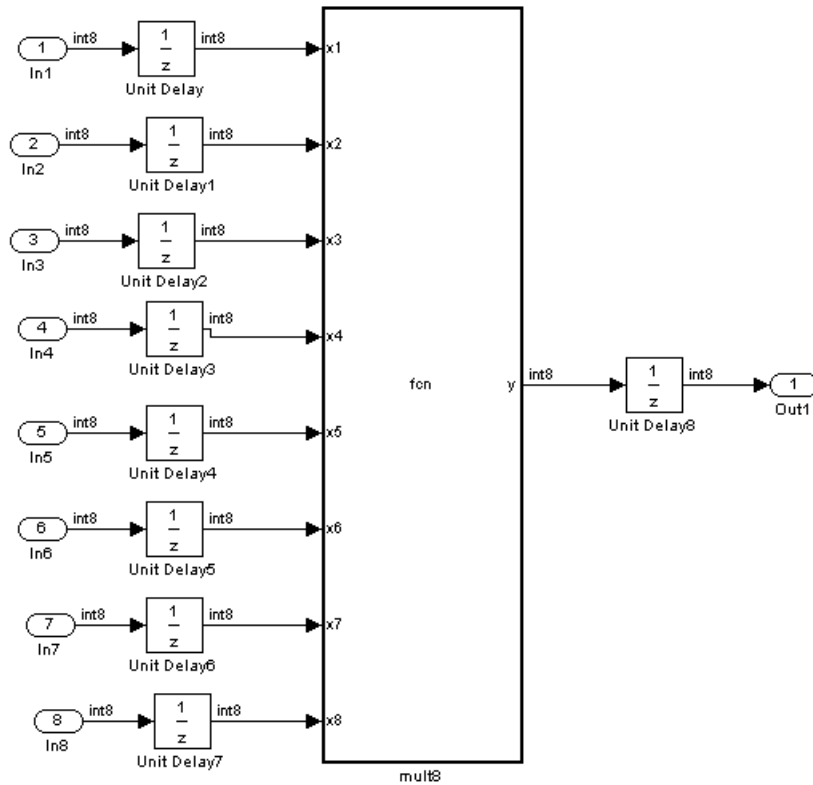 1 int8 1 z int8 x1
In1 Unit Delay
2 int8 1 z int8 x2
In2 Unit Delay1
3 int8 1 z int8 x3
In3 Unit Delay2
4 int8 1 z int8 x4
In4 Unit Delay3
fcn y int8 1 z int8 1
Unit Delay8 Out1
5 int8 1 z int8 x5
In5 Unit Delay4
6 int8 1 z int8 x6
In6 Unit Delay5
7 int8 1 z int8 x7
In7 Unit Delay6
8 int8 1 z int8 x8
In8 Unit Delay7
mult8